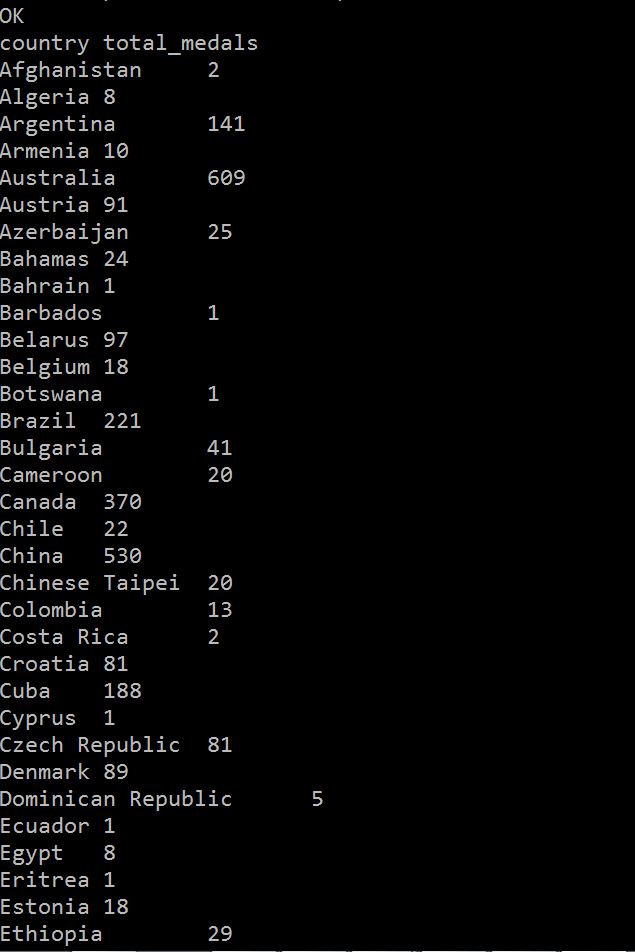 OK
country total_medals
Afghanistan 2
Algeria 8
Argentina 141
Armenia 10
Australia 609
Austria 91
Azerbaijan 25
Bahamas 24
Bahrain 1
Barbados 1
Belarus 97
Belgium 18
Botswana 1
Brazil 221
Bulgaria 41
Cameroon 20
Canada 370
Chile 22
China 530
Chinese Taipei 20
Colombia 13
Costa Rica 2
Croatia 81
Cuba 188
Cyprus 1
Czech Republic 81
Denmark 89
Dominican Republic 5
Ecuador 1
Egypt 8
Eritrea 1
Estonia 18
Ethiopia 29